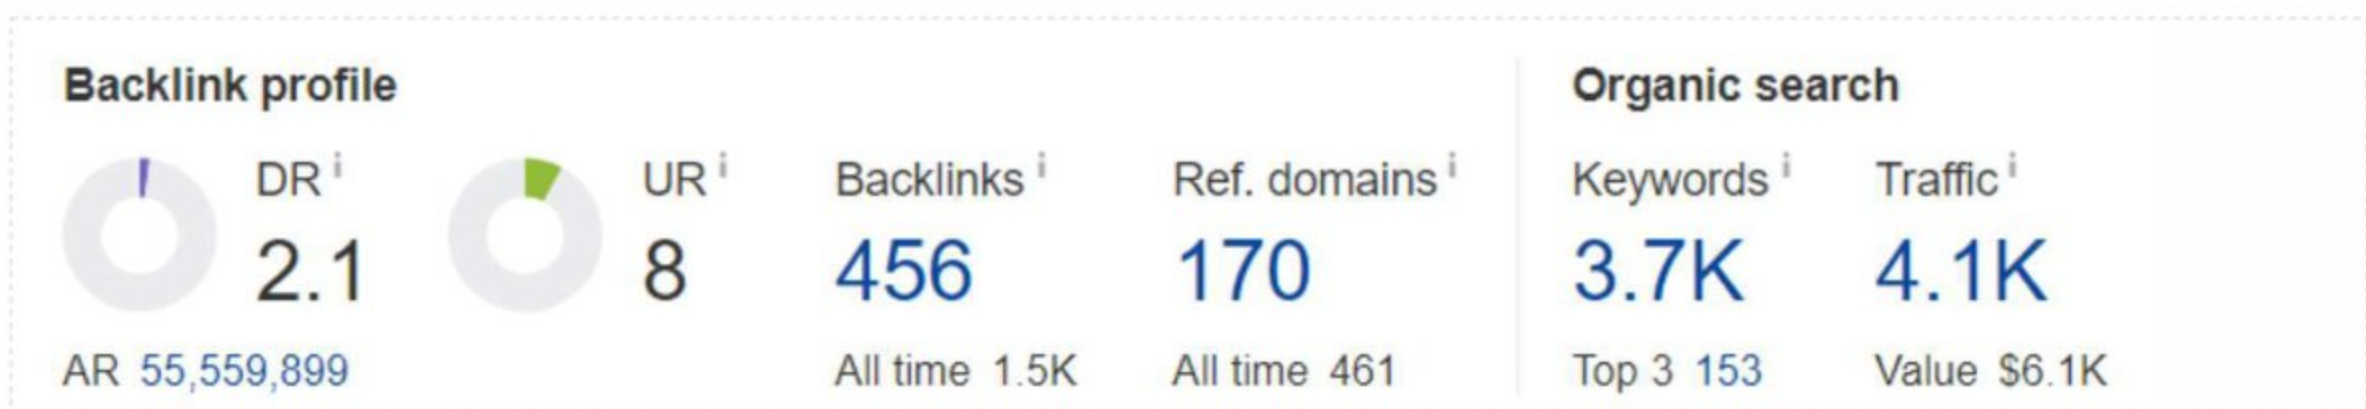 Backlink profile
Organic search
DR i
UR i
Backlinks i
Ref. domains i
Keywords i
Traffic i
2.1
8
456
170
3.7K
4.1K
AR 55,559,899
All time 1.5K
All time 461
Top 3 153
Value $6.1K